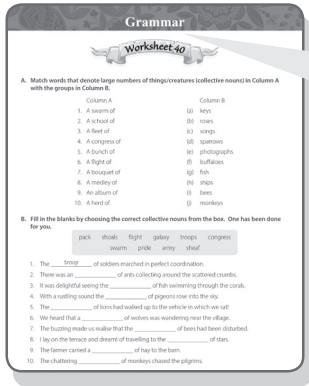 Grammar
Worksheet 40
A. Match words that denote large numbers of things/creatures (collective nouns) in Column A
with the groups in Column B.
Column A Column B
1. A swarm of (a) keys
2. A school of (b) roses
3. A fleet of (c) songs
4. A congress of (d) sparrows
5. A bunch of (e) photographs
6. A flight of (f) buffaloes
7. A bouquet of (g) fish
8. A medley of (h) ships
9. An album of (i) bees
10. A herd of (j) monkeys
B. Fill in the blanks by choosing the correct collective nouns from the box. One has been done
for you.
pack shoals flight galaxy troops congress
swarm pride army sheaf
1. The troop of soldiers marched in perfect coordination.
2. There was an ____________ of ants collecting around the scattered crumbs.
3. It was delightful seeing the ____________ of fish swimming through the corals.
4. With a rustling sound the ____________ of pigeons rose into the sky.
5. The ____________ of lions had walked up to the vehicle in which we sat!
6. We heard that a ____________ of wolves was wandering near the village.
7. The buzzing made us realise that the ____________ of bees had been disturbed.
8. I lay on the terrace and dreamt of travelling to the ____________ of stars.
9. The farmer carried a ____________ of hay to the barn.
10. The chattering ____________ of monkeys chased the pilgrims.